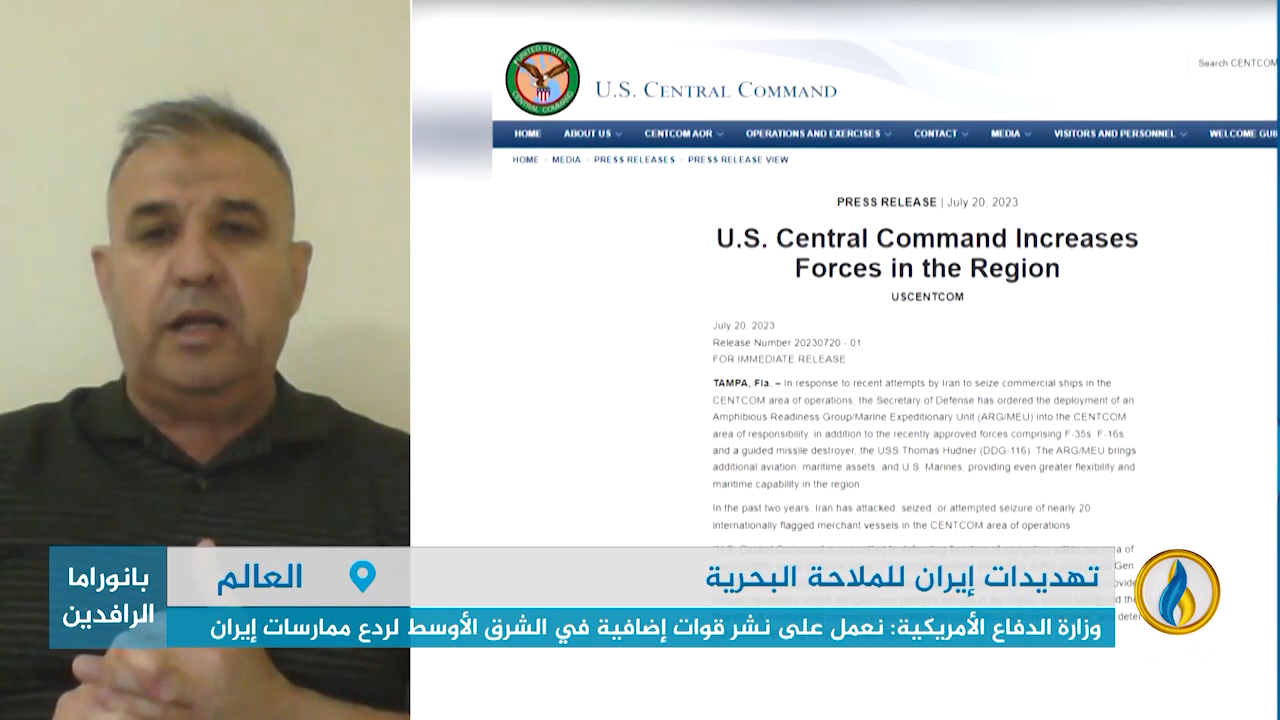 UNITED STATES
CENTRAL COMMAND
U.S. CENTRAL COMMAND
Search CENTCOM
HOME ABOUT US CENTCOM AOR OPERATIONS AND EXERCISES CONTACT MEDIA VISITORS AND PERSONNEL WELCOME GUI
HOME MEDIA PRESS RELEASES PRESS RELEASE VIEW
PRESS RELEASE | July 20, 2023
U.S. Central Command Increases
Forces in the Region
USCENTCOM
July 20, 2023
Release Number 20230720 - 01
FOR IMMEDIATE RELEASE
TAMPA, Fla. – In response to recent attempts by Iran to seize commercial ships in the
CENTCOM area of operations, the Secretary of Defense has ordered the deployment of an
Amphibious Readiness Group/Marine Expeditionary Unit (ARG/MEU) into the CENTCOM
area of responsibility, in addition to the recently approved forces comprising F-35s, F-16s,
and a guided missile destroyer, the USS Thomas Hudner (DDG-116). The ARG/MEU brings
additional aviation, maritime assets, and U.S. Marines, providing even greater flexibility and
maritime capability in the region
In the past two years, Iran has attacked, seized, or attempted seizure of nearly 20
internationally flagged merchant vessels in the CENTCOM area of operations
بانوراما
الرافدين
العالم
تهديدات إيران للملاحة البحرية
وزارة الدفاع الأمريكية: نعمل على نشر قوات إضافية في الشرق الأوسط لردع ممارسات إيران